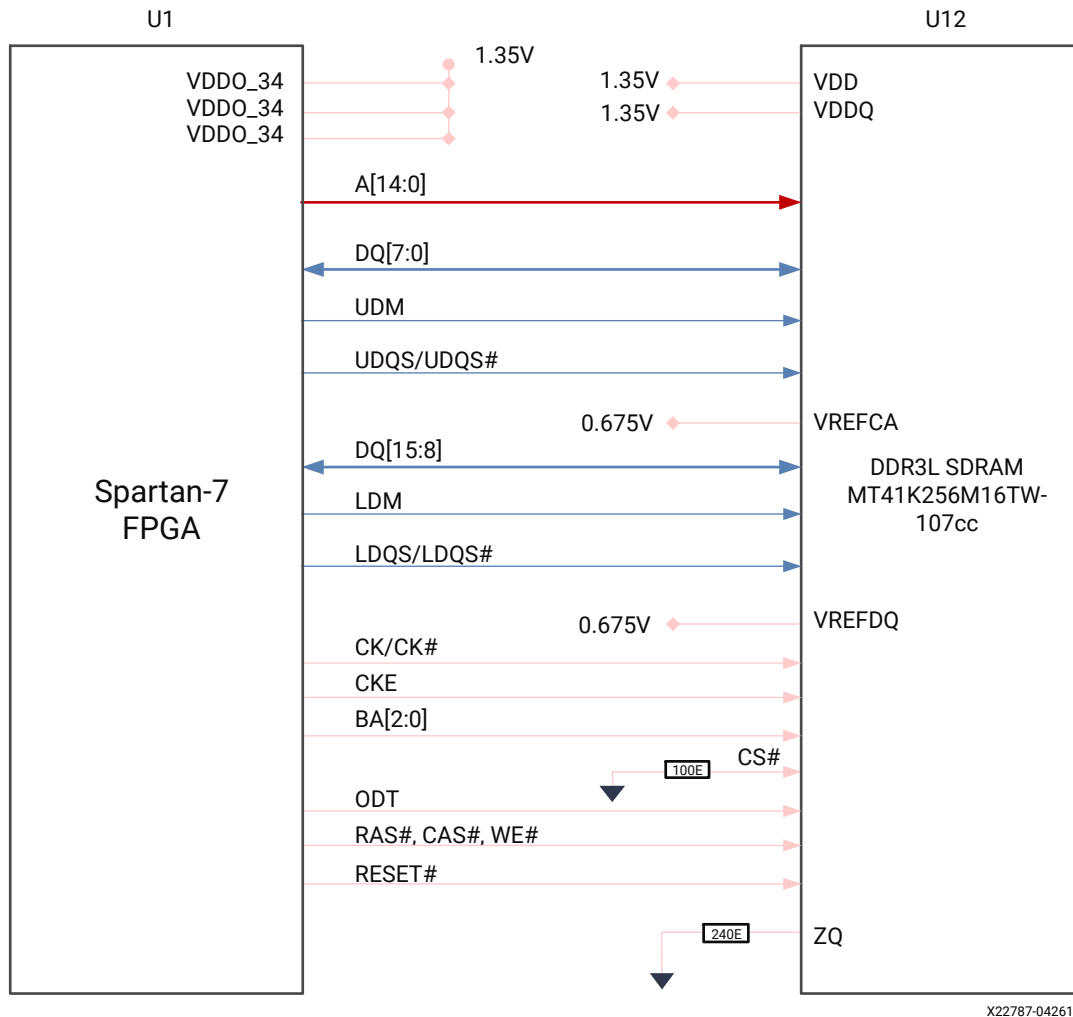 U1
U12
1.35V
VDDO_34
VDDO_34
VDDO_34
1.35V
1.35V
VDD
VDDQ
A[14:0]
DQ[7:0]
UDM
UDQS/UDQS#
0.675V
VREFCA
DQ[15:8]
LDM
LDQS/LDQS#
Spartan-7
FPGA
DDR3L SDRAM
MT41K256M16TW-
107cc
0.675V
VREFDQ
CK/CK#
CKE
BA[2:0]
CS#
100E
ODT
RAS#, CAS#, WE#
RESET#
240E
ZQ
X22787-04261